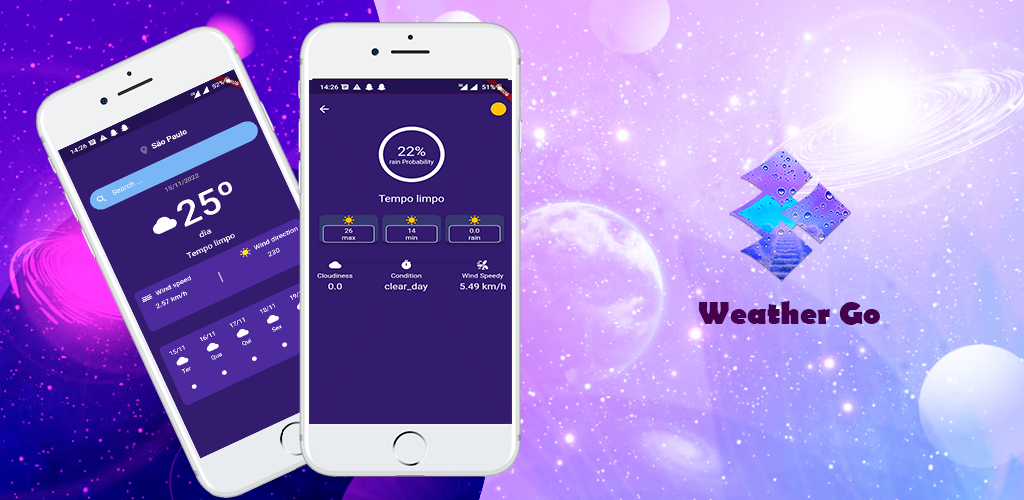 14:26
52%
São Paulo
Search ...
15/11/2022
25°
dia
Tempo limpo
Wind speed
2.57 km/h
|
Wind direction
230
15/11
16/11
17/11
18/11
Ter
Qua
Qui
Sex
14:26
51%
22%
rain Probability
Tempo limpo
26
max
14
min
0.0
rain
Cloudiness
0.0
Condition
clear_day
Wind Speedy
5.49 km/h
Weather Go